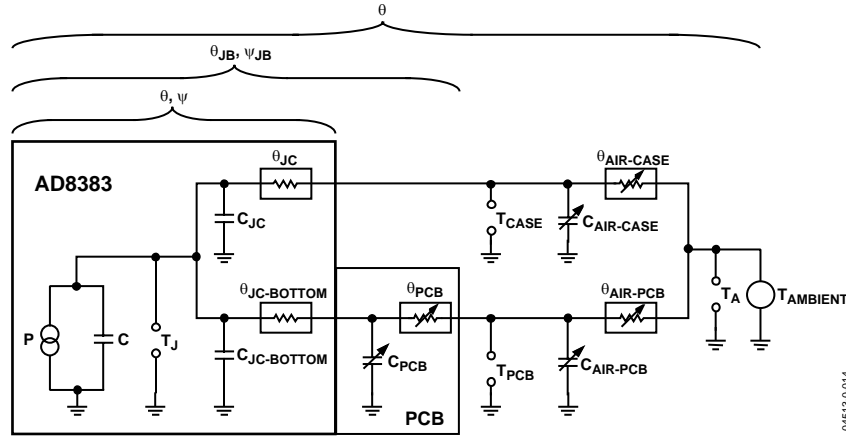 θ
θJB, ψJB
θ, ψ
AD8383
θJC
CJC
TCASE
CAIR-CASE
θAIR-CASE
θJC-BOTTOM
θPCB
θAIR-PCB
TA
TAMBIENT
P
C
TJ
CJC-BOTTOM
CPCB
TPCB
CAIR-PCB
PCB
04513-0-014